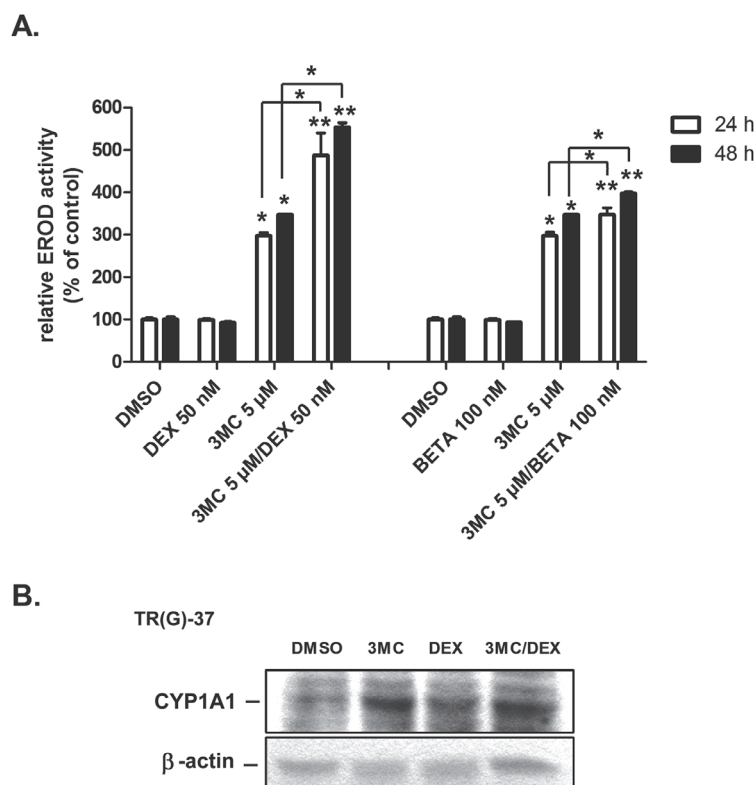 A.
relative EROD activity
(% of control)
600
500
400
300
200
100
0
* *
* *
** **
** **
* *
* *
24 h
48 h
DMSO
DEX 50 nM
3MC 5 µM
3MC 5 µM/DEX 50 nM
DMSO
BETA 100 nM
3MC 5 µM
3MC 5 µM/BETA 100 nM
B.
TR(G)-37
DMSO 3MC DEX 3MC/DEX
CYP1A1 –
β-actin –